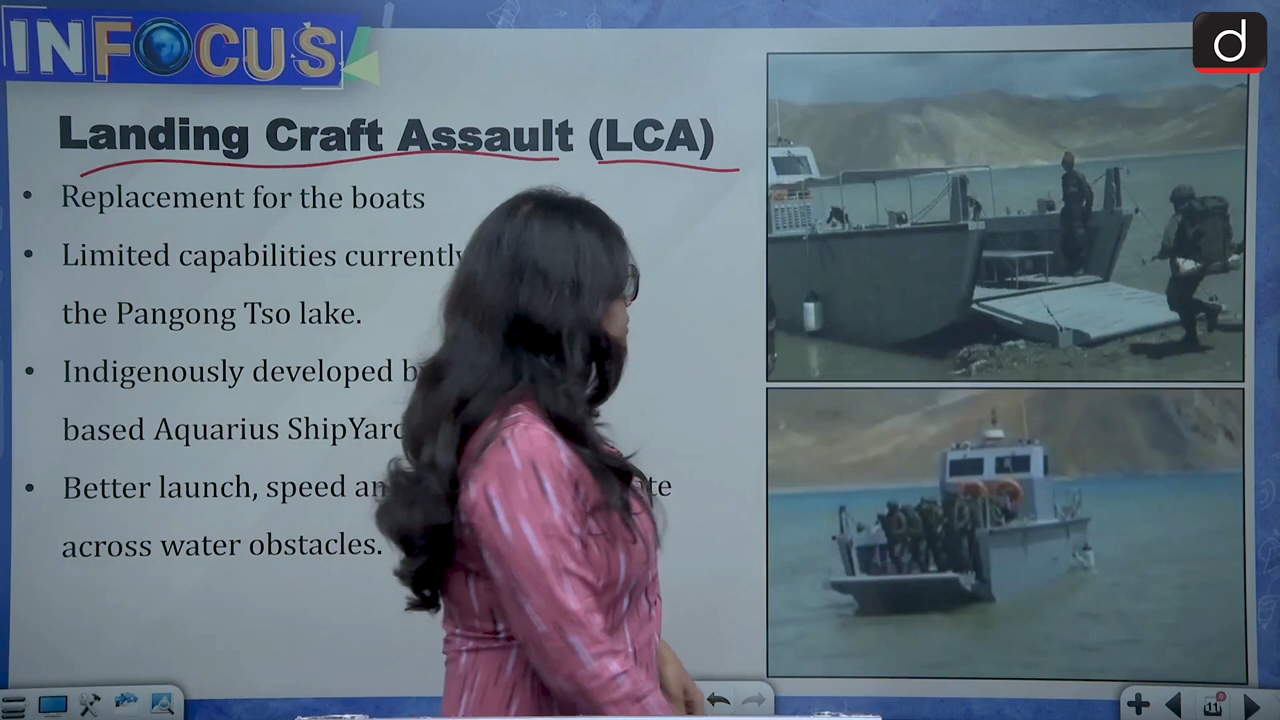 INFOCUS
d
Landing Craft Assault (LCA)
• Replacement for the boats
• Limited capabilities currently
the Pangong Tso lake.
• Indigenously developed
based Aquarius ShipYard
• Better launch, speed
across water obstacles.
11